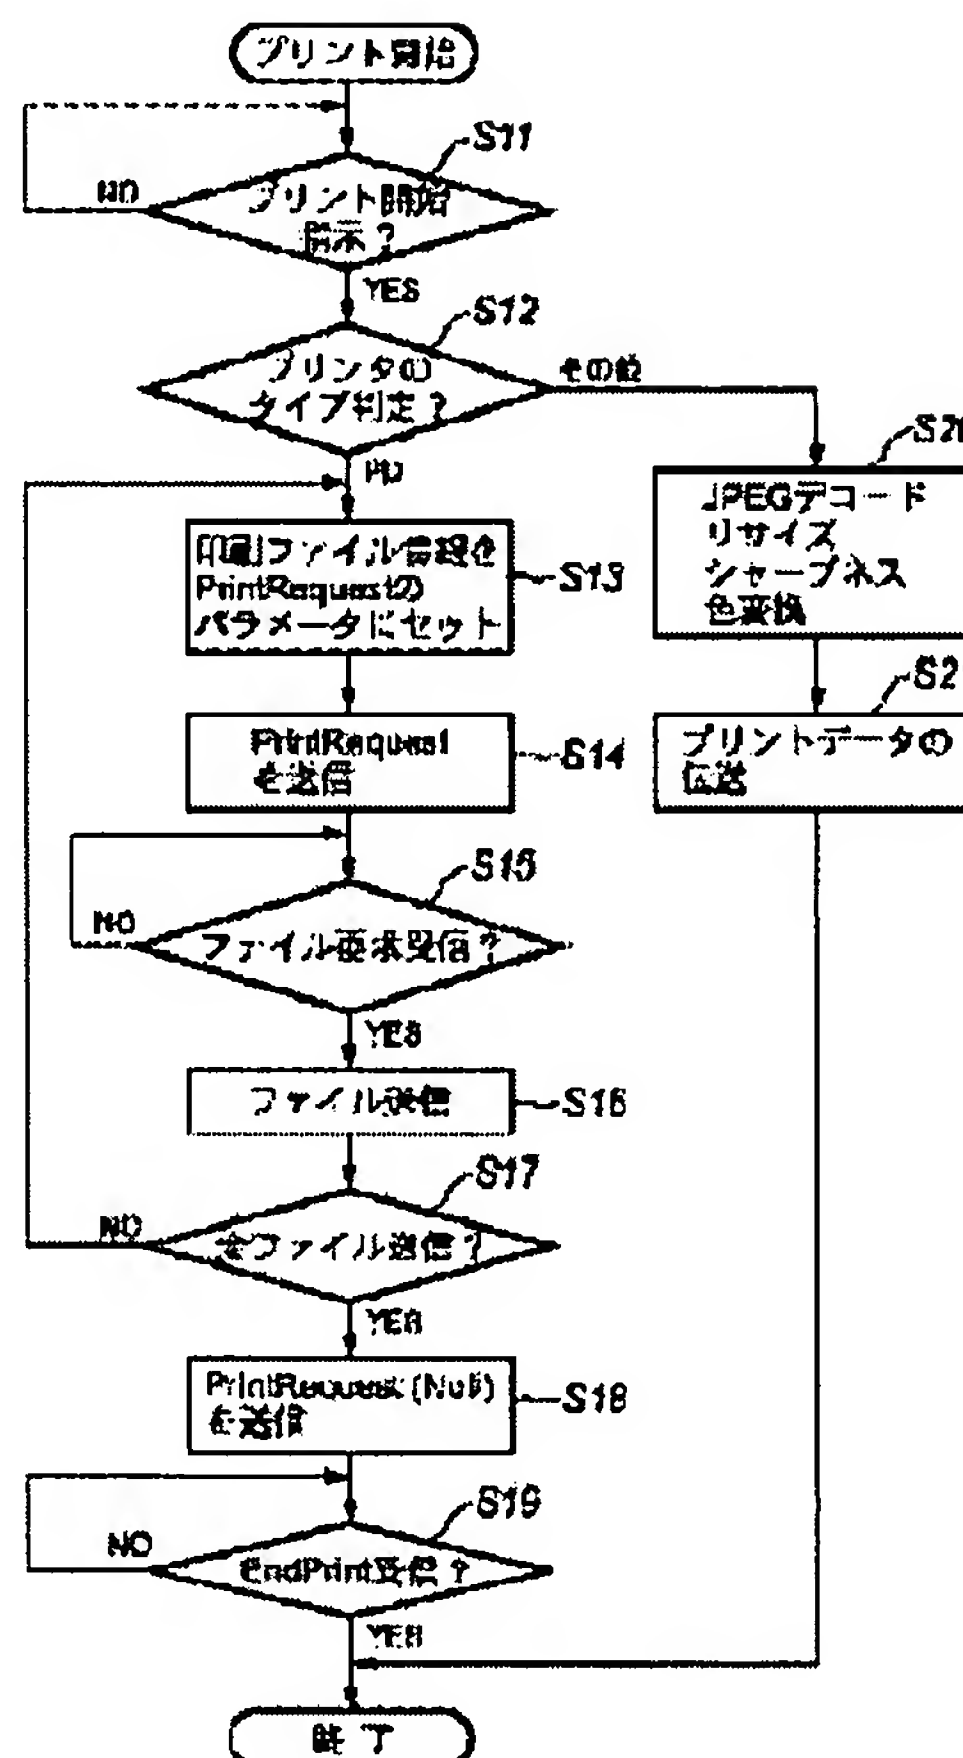 プリント開始
S11
NO
プリント開始
指示？
YES
S12
プリンタの
タイプ判定？
その他
PD
S2
JPEGデコード
リサイズ
シャープネス
色変換
印刷ファイル情報を
PrintRequestの
パラメータにセット
S13
S2
PrintRequest
を送信
S14
プリントデータの
転送
S15
NO
ファイル要求受信？
YES
ファイル送信
S16
S17
NO
全ファイル送信？
YES
PrintRequest (Null)
を送信
S18
S19
NO
EndPrint受信？
YES
終了